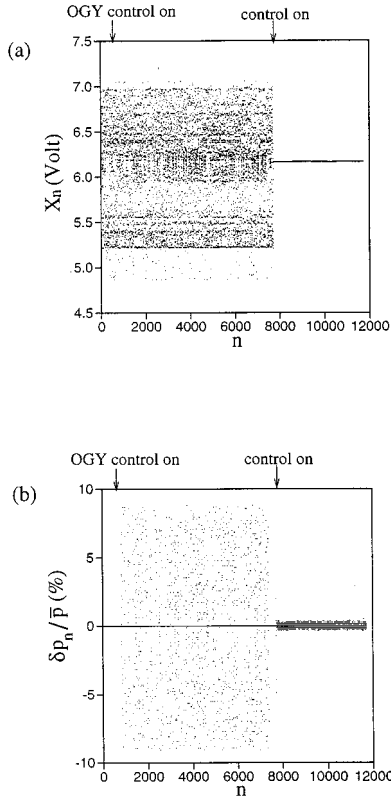 OGY control on control on
(a)
7.5
7.0
6.5
6.0
5.5
5.0
4.5
Xn (Volt)
0 2000 4000 6000 8000 10000 12000
n
OGY control on control on
(b)
10
5
0
-5
-10
δpn / p̄ (%)
0 2000 4000 6000 8000 10000 12000
n